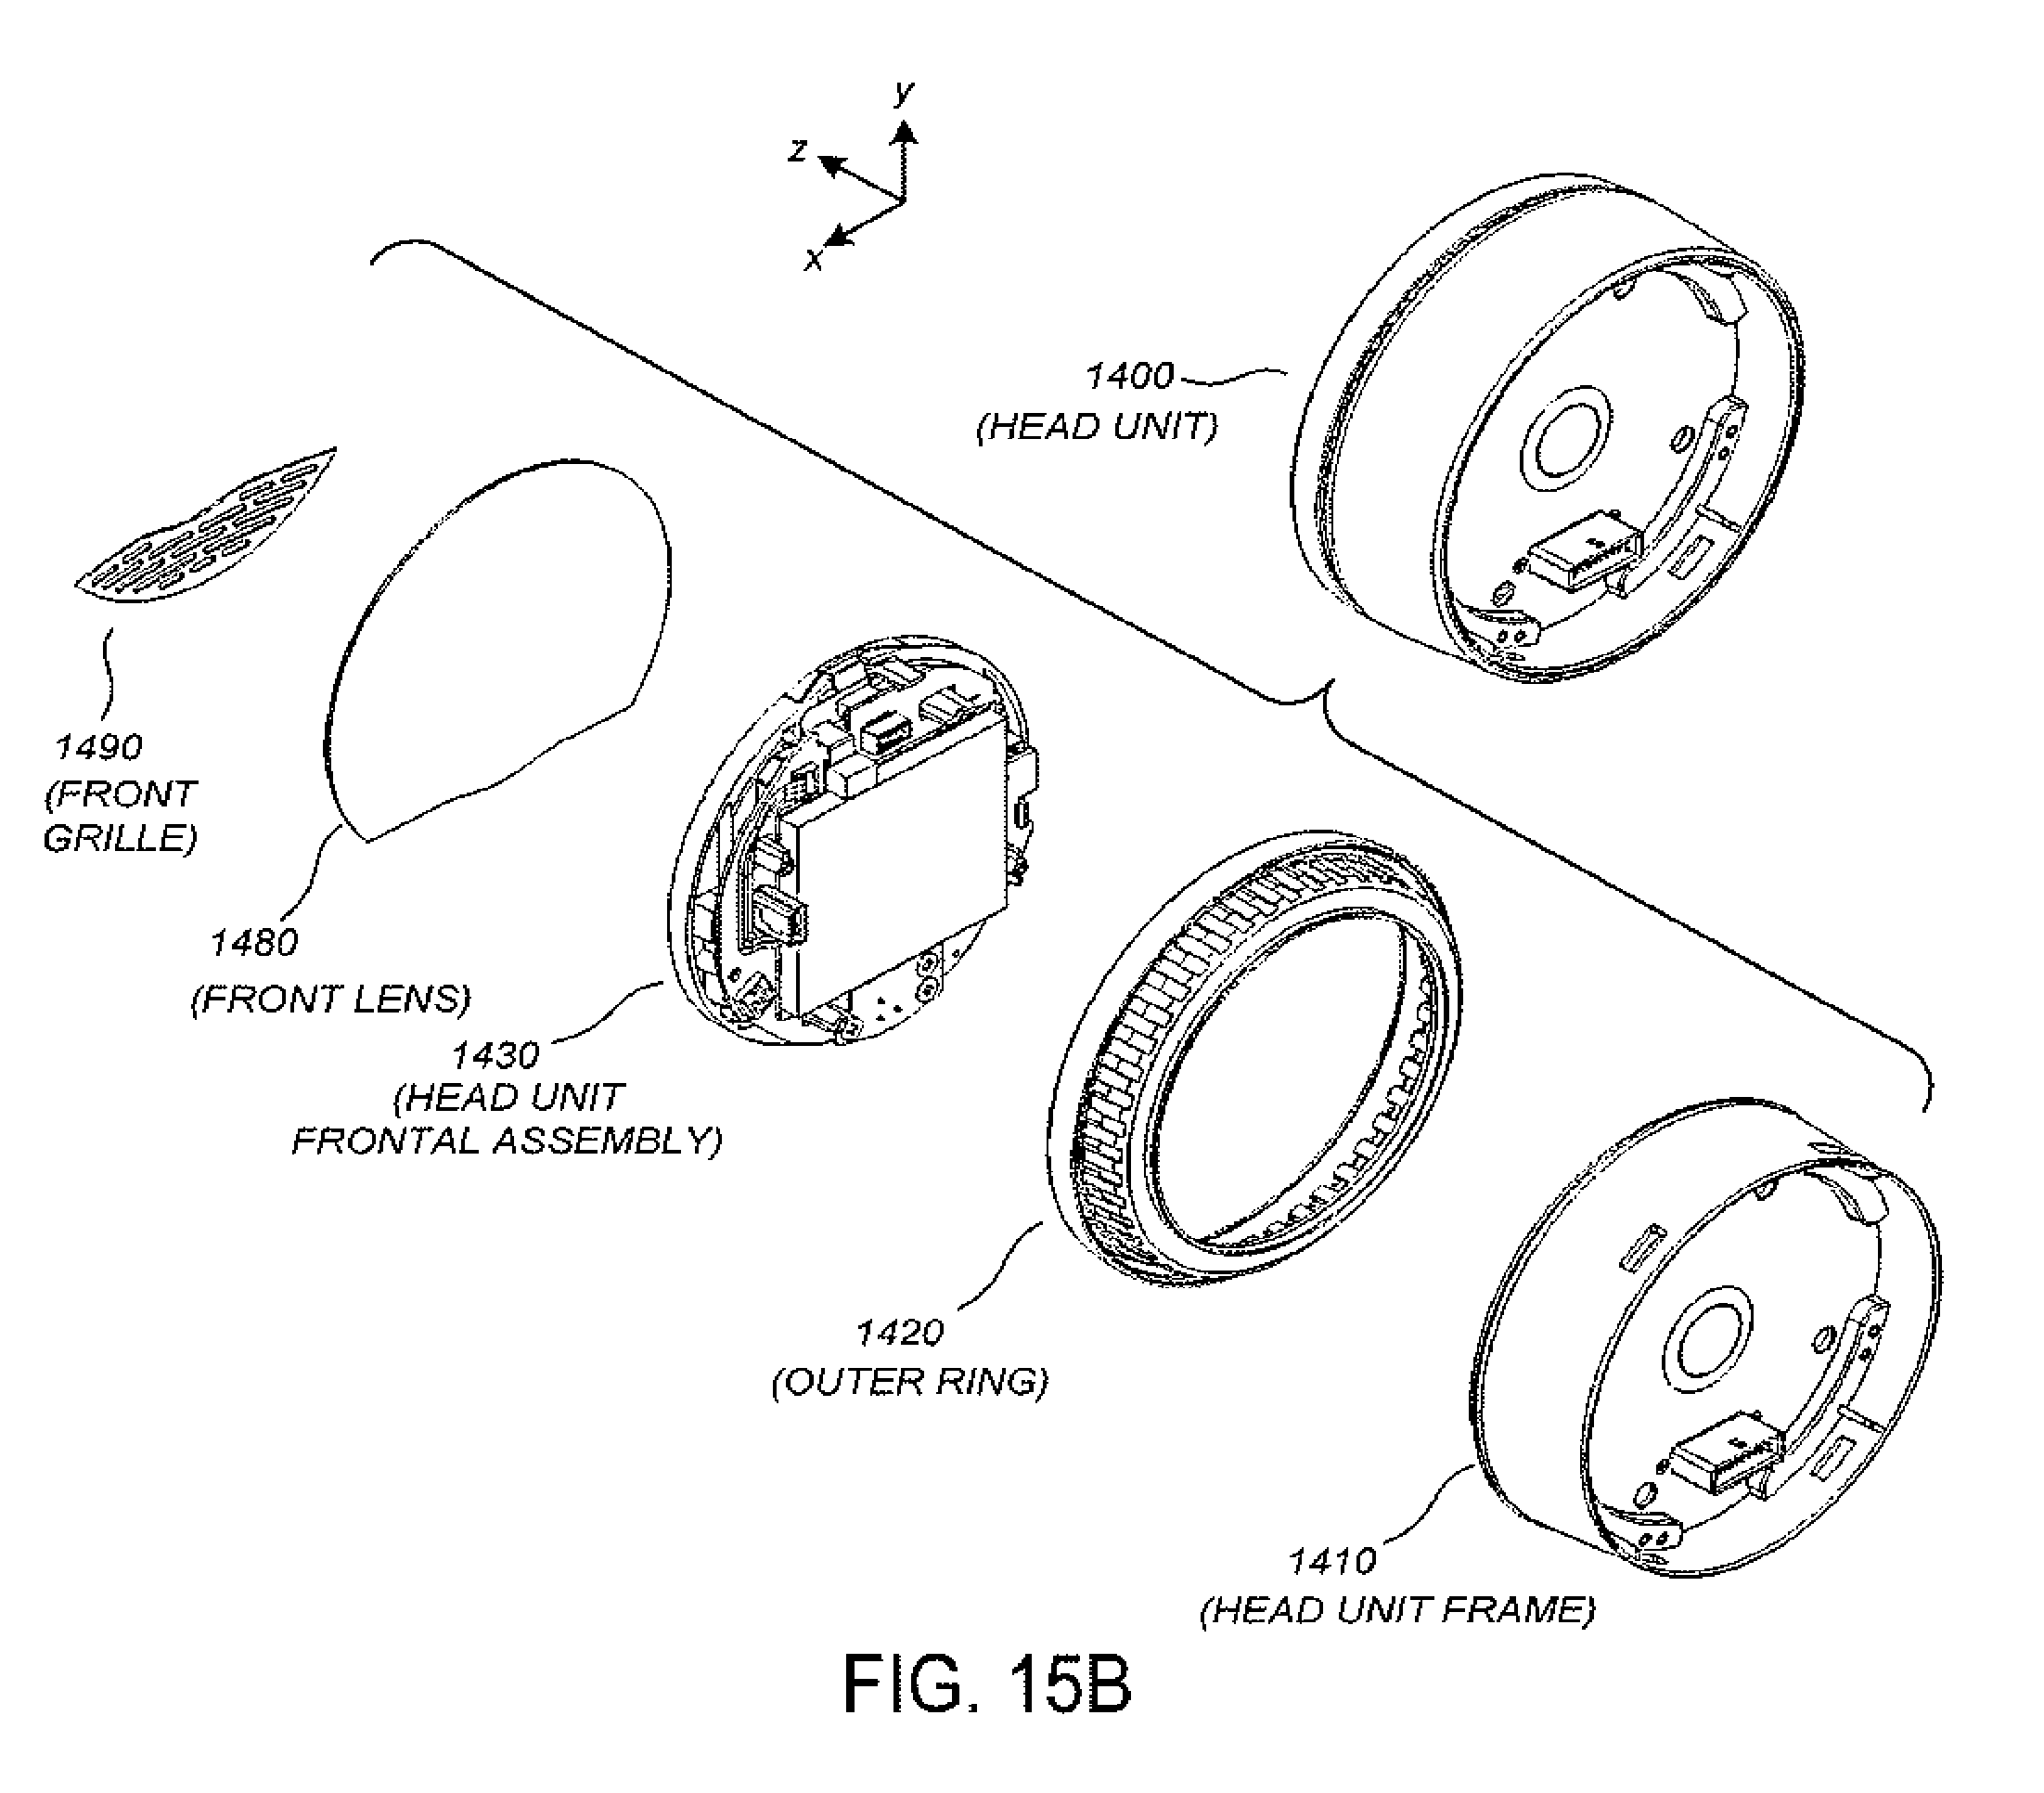 y
z
x
1400
(HEAD UNIT)
1490
(FRONT
GRILLE)
1480
(FRONT LENS)
1430
(HEAD UNIT
FRONTAL ASSEMBLY)
1420
(OUTER RING)
1410
(HEAD UNIT FRAME)
FIG. 15B